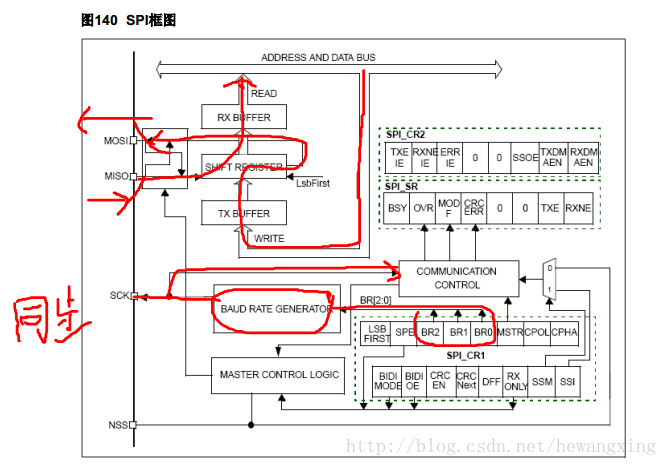 图140 SPI框图
ADDRESS AND DATA BUS
READ
RX BUFFER
MOSI
MISO
SHIFT REGISTER
LsbFirst
TX BUFFER
WRITE
SPI_CR2
TXE IE
RXNE IE
ERR IE
0
0
SSOE
TXDM AEN
RXDM AEN
SPI_SR
BSY
OVR
MOD F
CRC ERR
0
0
TXE
RXNE
COMMUNICATION CONTROL
0
1
SCK
同步
BAUD RATE GENERATOR
BR[2:0]
LSB FIRST
SPE
BR2
BR1
BR0
MSTR
CPOL
CPHA
SPI_CR1
MASTER CONTROL LOGIC
BIDI MODE
BIDI OE
CRC EN
CRC Next
DFF
RX ONLY
SSM
SSI
NSS
http://blog.csdn.net/hewangxing